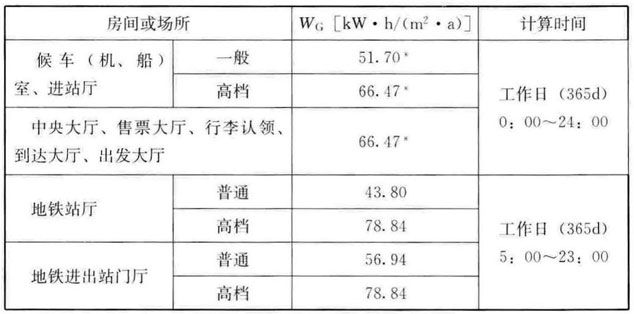 房间或场所 WG [kW·h/(m²·a)] 计算时间
候车(机、船)室、进站厅 一般 51.70*
高档 66.47*
中央大厅、售票大厅、行李认领、到达大厅、出发大厅 66.47*
工作日(365d)
0:00~24:00
地铁站厅 普通 43.80
高档 78.84
地铁进出站门厅 普通 56.94
高档 78.84
工作日(365d)
5:00~23:00